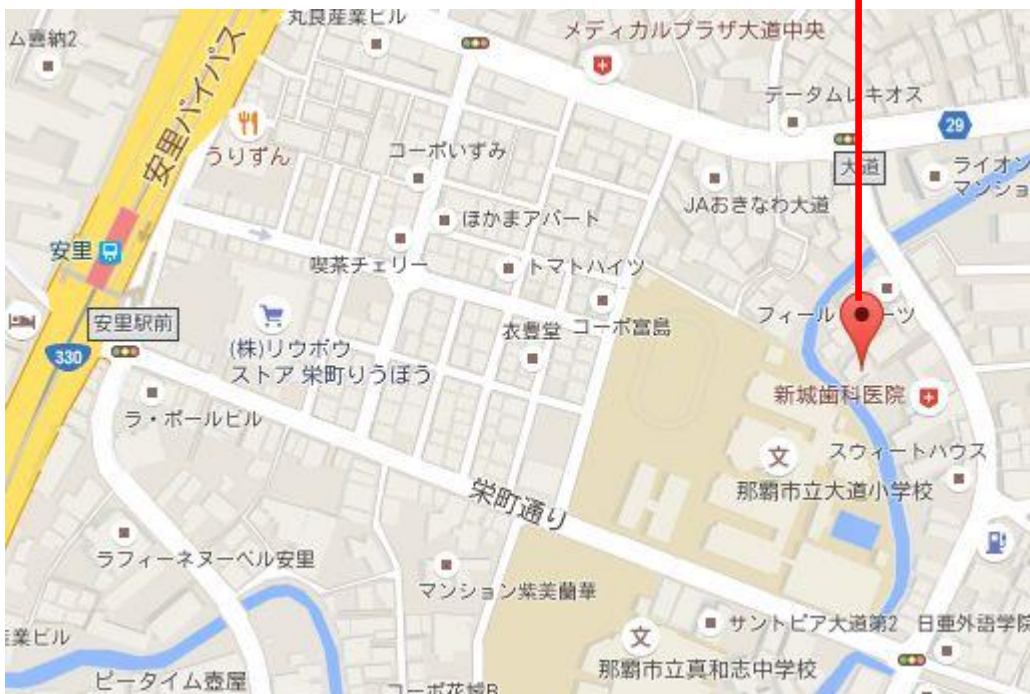 丸良産業ビル
ム喜納2
メディカルプラザ大道中央
安里バイパス
データムレキオス
29
うりずん
コーポいずみ
大道
ライオン
マンショ
JAおきなわ大道
ほかまアパート
安里
喫茶チェリー
トマトハイツ
安里駅前
衣豊堂
コーポ富島
フィール
ーツ
330
(株)リウボウ
ストア 栄町りうぼう
新城歯科医院
ラ・ポールビル
スウィートハウス
文
那覇市立大道小学校
栄町通り
ラフィーネヌーベル安里
マンション紫美蘭華
サントピア大道第2
日亜外語学院
業ビル
文
那覇市立真和志中学校
ピータイム壺屋
コーポ花城B